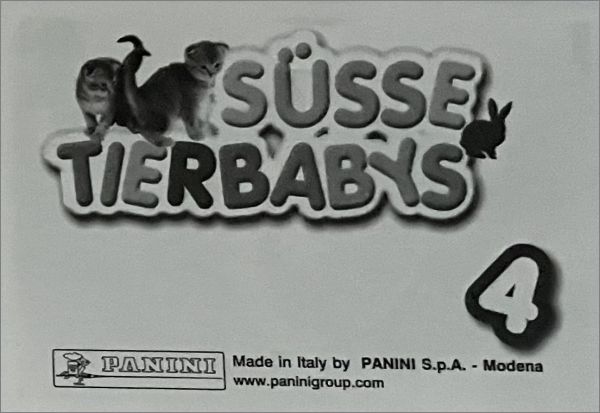 SÜSSE
TIERBABYS
4
PANINI Made in Italy by PANINI S.p.A. - Modena
www.paninigroup.com